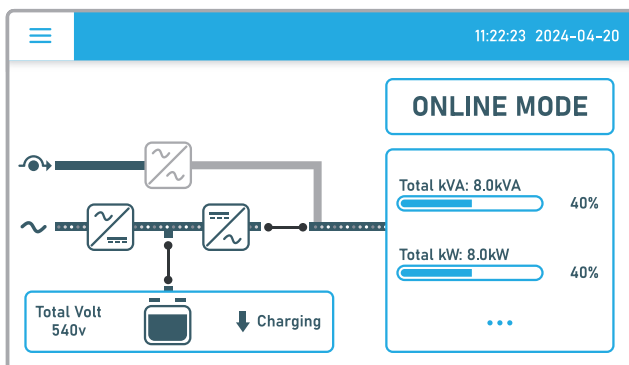 11:22:23 2024-04-20
ONLINE MODE
Total kVA: 8.0kVA
40%
Total kW: 8.0kW
40%
Total Volt
540v
Charging